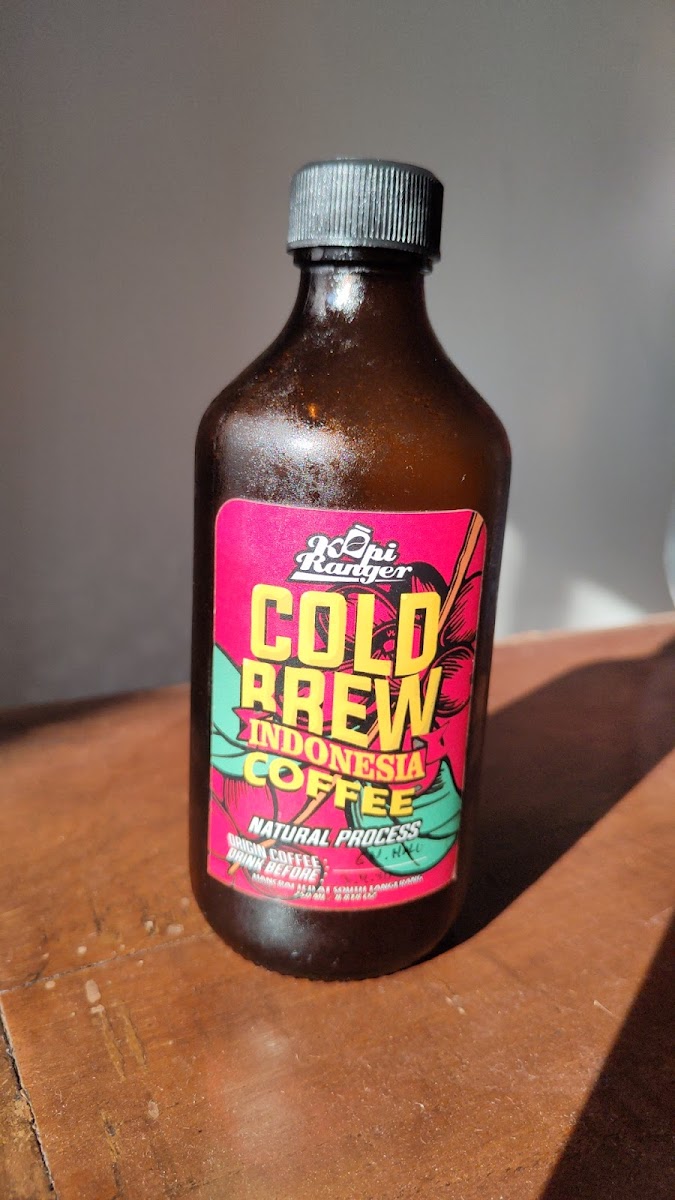 Kopi
Ranger
COLD
BREW
INDONESIA
COFFEE
NATURAL PROCESS
ORIGIN COFFEE :
DRINK BEFORE :